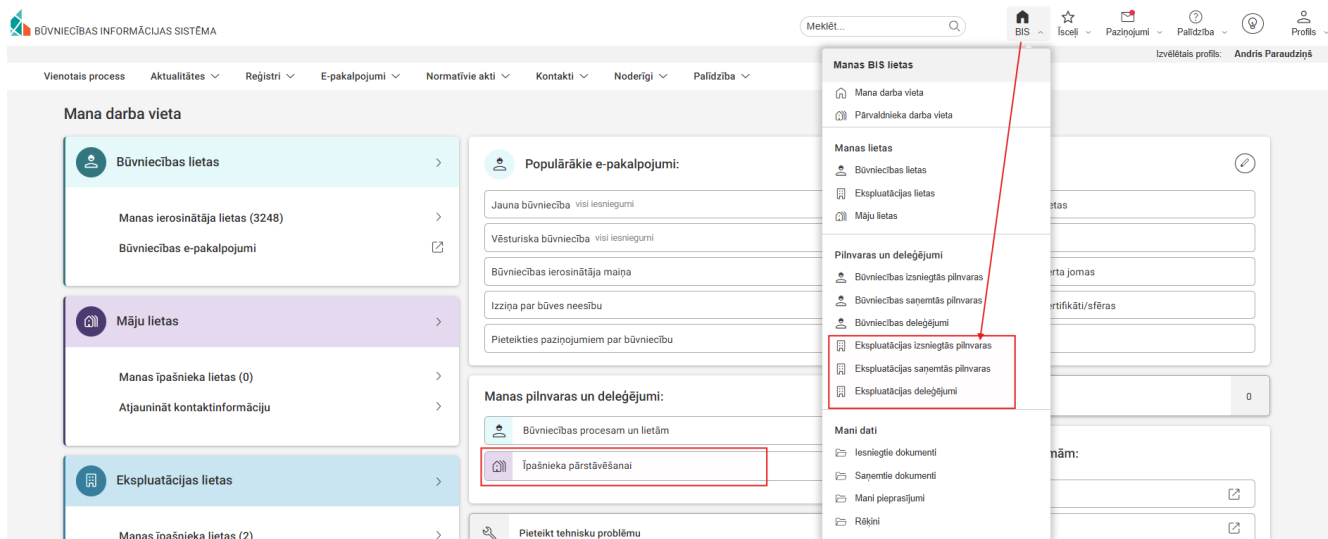 BŪVNIECĪBAS INFORMĀCIJAS SISTĒMA
Meklēt...
BIS
Īsceļi
Paziņojumi
Palīdzība
Profils
Izvēlētais profils: Andris Paraudziņš
Vienotais process
Aktualitātes
Reģistri
E-pakalpojumi
Normatīvie akti
Kontakti
Noderīgi
Palīdzība
Mana darba vieta
Būvniecības lietas
Manas ierosinātāja lietas (3248)
Būvniecības e-pakalpojumi
Māju lietas
Manas īpašnieka lietas (0)
Atjaunināt kontaktinformāciju
Ekspluatācijas lietas
Manas īpašnieka lietas (2)
Populārākie e-pakalpojumi:
Jauna būvniecība visi iesniegumi
Vēsturiska būvniecība visi iesniegumi
Būvniecības ierosinātāja maiņa
Izziņa par būves neesību
Pieteikties paziņojumiem par būvniecību
Manas pilnvaras un deleģējumi:
Būvniecības procesam un lietām
Īpašnieka pārstāvēšanai
Pieteikt tehnisku problēmu
Manas BIS lietas
Mana darba vieta
Pārvaldnieka darba vieta
Manas lietas
Būvniecības lietas
Ekspluatācijas lietas
Māju lietas
Pilnvaras un deleģējumi
Būvniecības izsniegtās pilnvaras
Būvniecības saņemtās pilnvaras
Būvniecības deleģējumi
Ekspluatācijas izsniegtās pilnvaras
Ekspluatācijas saņemtās pilnvaras
Ekspluatācijas deleģējumi
Mani dati
Iesniegtie dokumenti
Saņemtie dokumenti
Mani pieprasījumi
Rēķini
etas
erta jomas
ertifikāti/sfēras
0
nām: